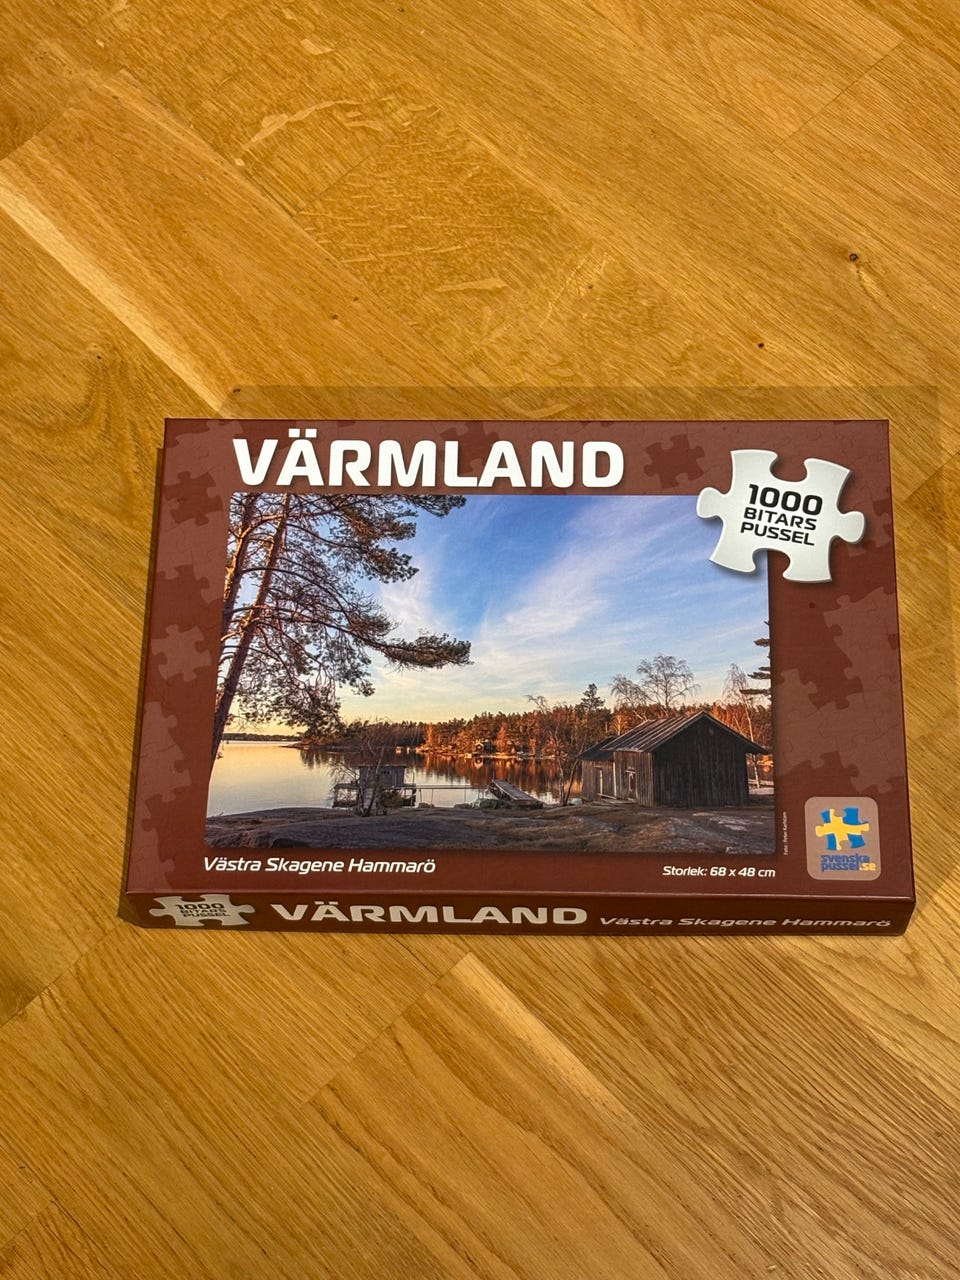 VÄRMLAND
1000
BITARS
PUSSEL
Västra Skagene Hammarö
Storlek: 68 x 48 cm
svenska
pussel.se
1000
BITARS
PUSSEL
VÄRMLAND
Västra Skagene Hammarö